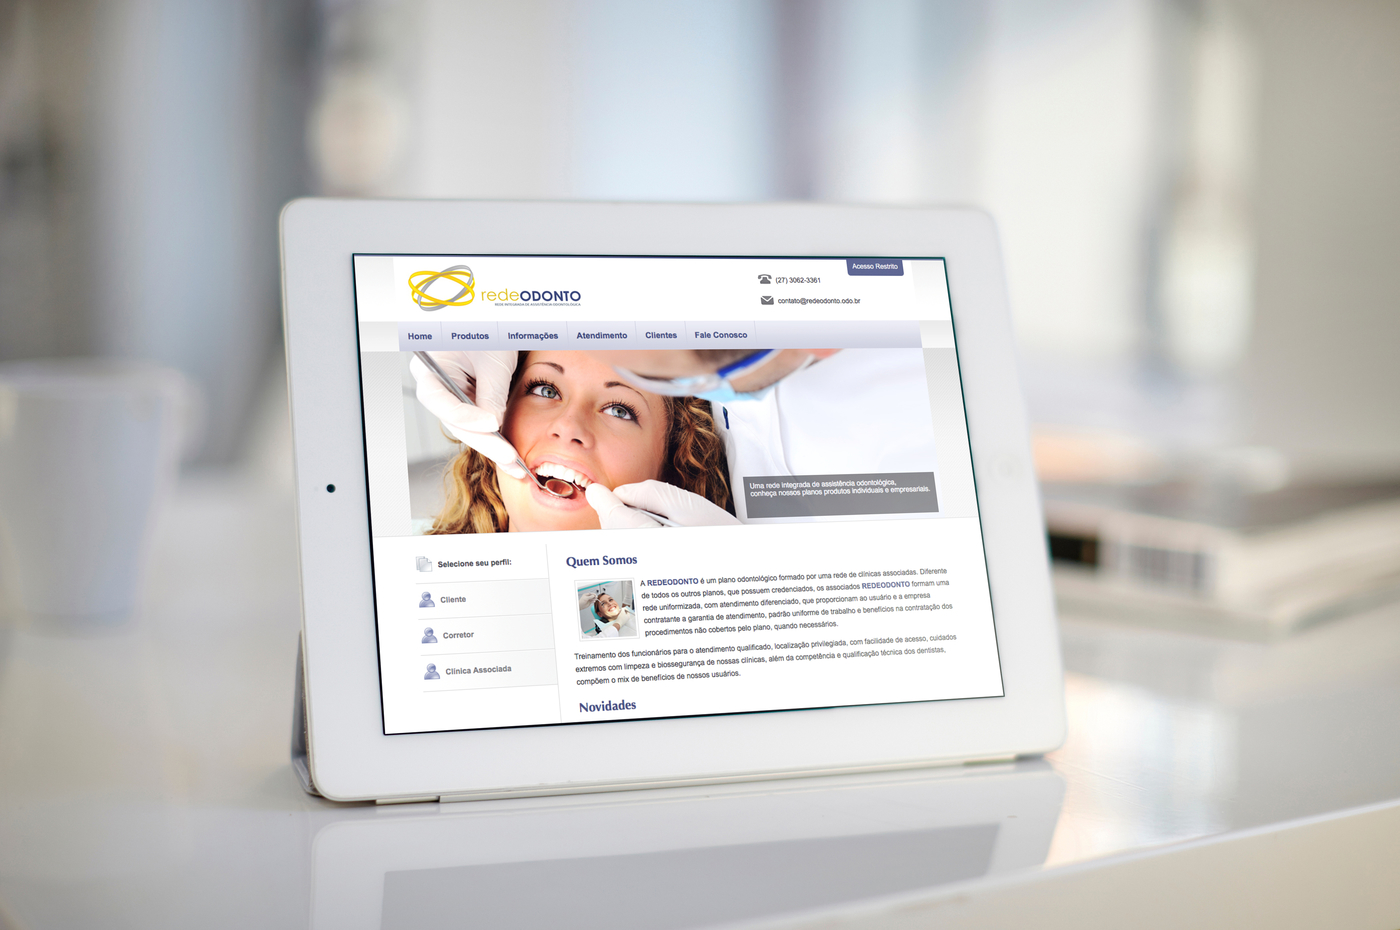 Acesso Restrito
redeODONTO
REDE INTEGRADA DE ASSISTÊNCIA ODONTOLÓGICA
(27) 3062-3361
contato@redeodonto.odo.br
Home Produtos Informações Atendimento Clientes Fale Conosco
Uma rede integrada de assistência odontológica,
conheça nossos planos produtos individuais e empresariais.
Selecione seu perfil:
Cliente
Corretor
Clínica Associada
Quem Somos
A REDEODONTO é um plano odontológico formado por uma rede de clínicas associadas. Diferente
de todos os outros planos, que possuem credenciados, os associados REDEODONTO formam uma
rede uniformizada, com atendimento diferenciado, que proporcionam ao usuário e a empresa
contratante a garantia de atendimento, padrão uniforme de trabalho e benefícios na contratação dos
procedimentos não cobertos pelo plano, quando necessários.
Treinamento dos funcionários para o atendimento qualificado, localização privilegiada, com facilidade de acesso, cuidados
extremos com limpeza e biossegurança de nossas clínicas, além da competência e qualificação técnica dos dentistas,
compõem o mix de benefícios de nossos usuários.
Novidades